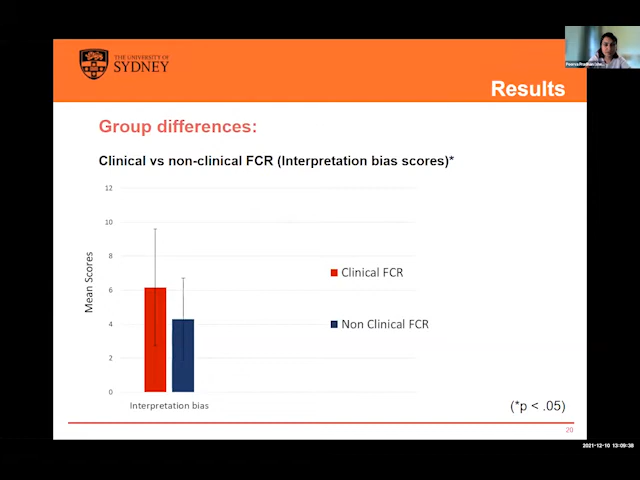 THE UNIVERSITY OF
SYDNEY
Results
Group differences:
Clinical vs non-clinical FCR (Interpretation bias scores)*
12
10
8
6
4
2
0
Mean Scores
Interpretation bias
Clinical FCR
Non Clinical FCR
(*p < .05)
20
2021-12-10 13:09:38